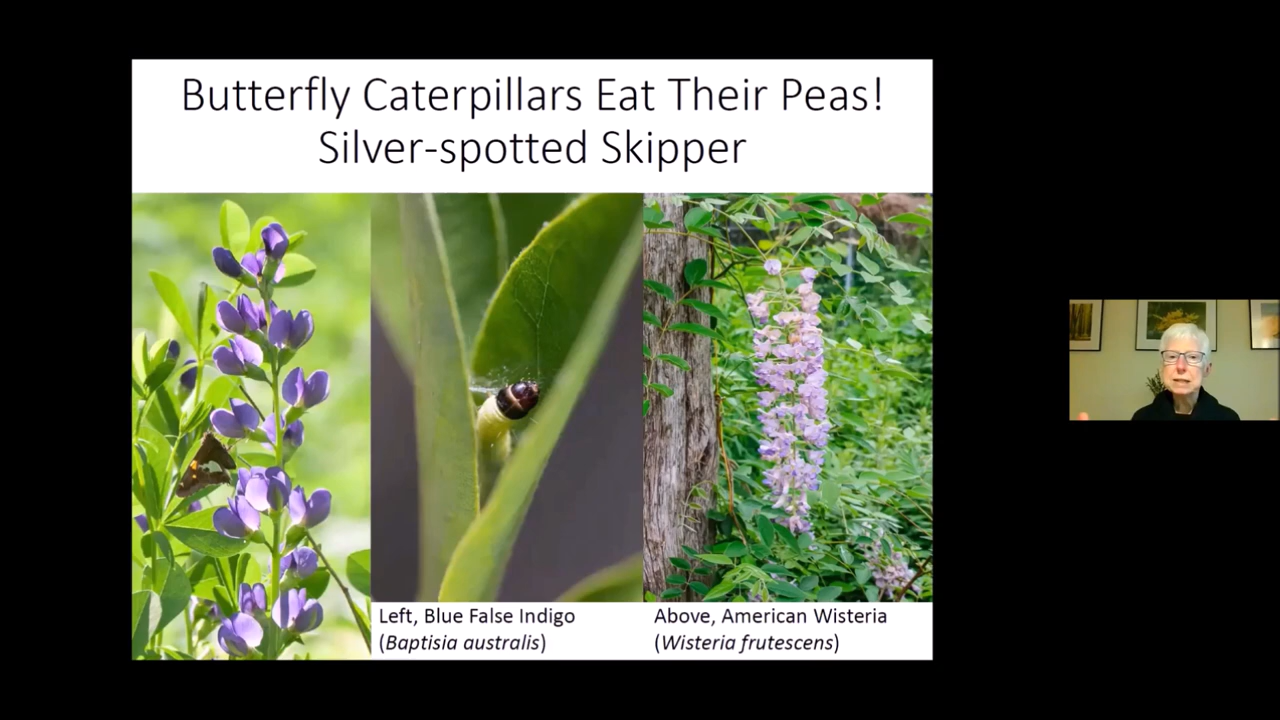 Butterfly Caterpillars Eat Their Peas!
Silver-spotted Skipper
Left, Blue False Indigo
(Baptisia australis)
Above, American Wisteria
(Wisteria frutescens)